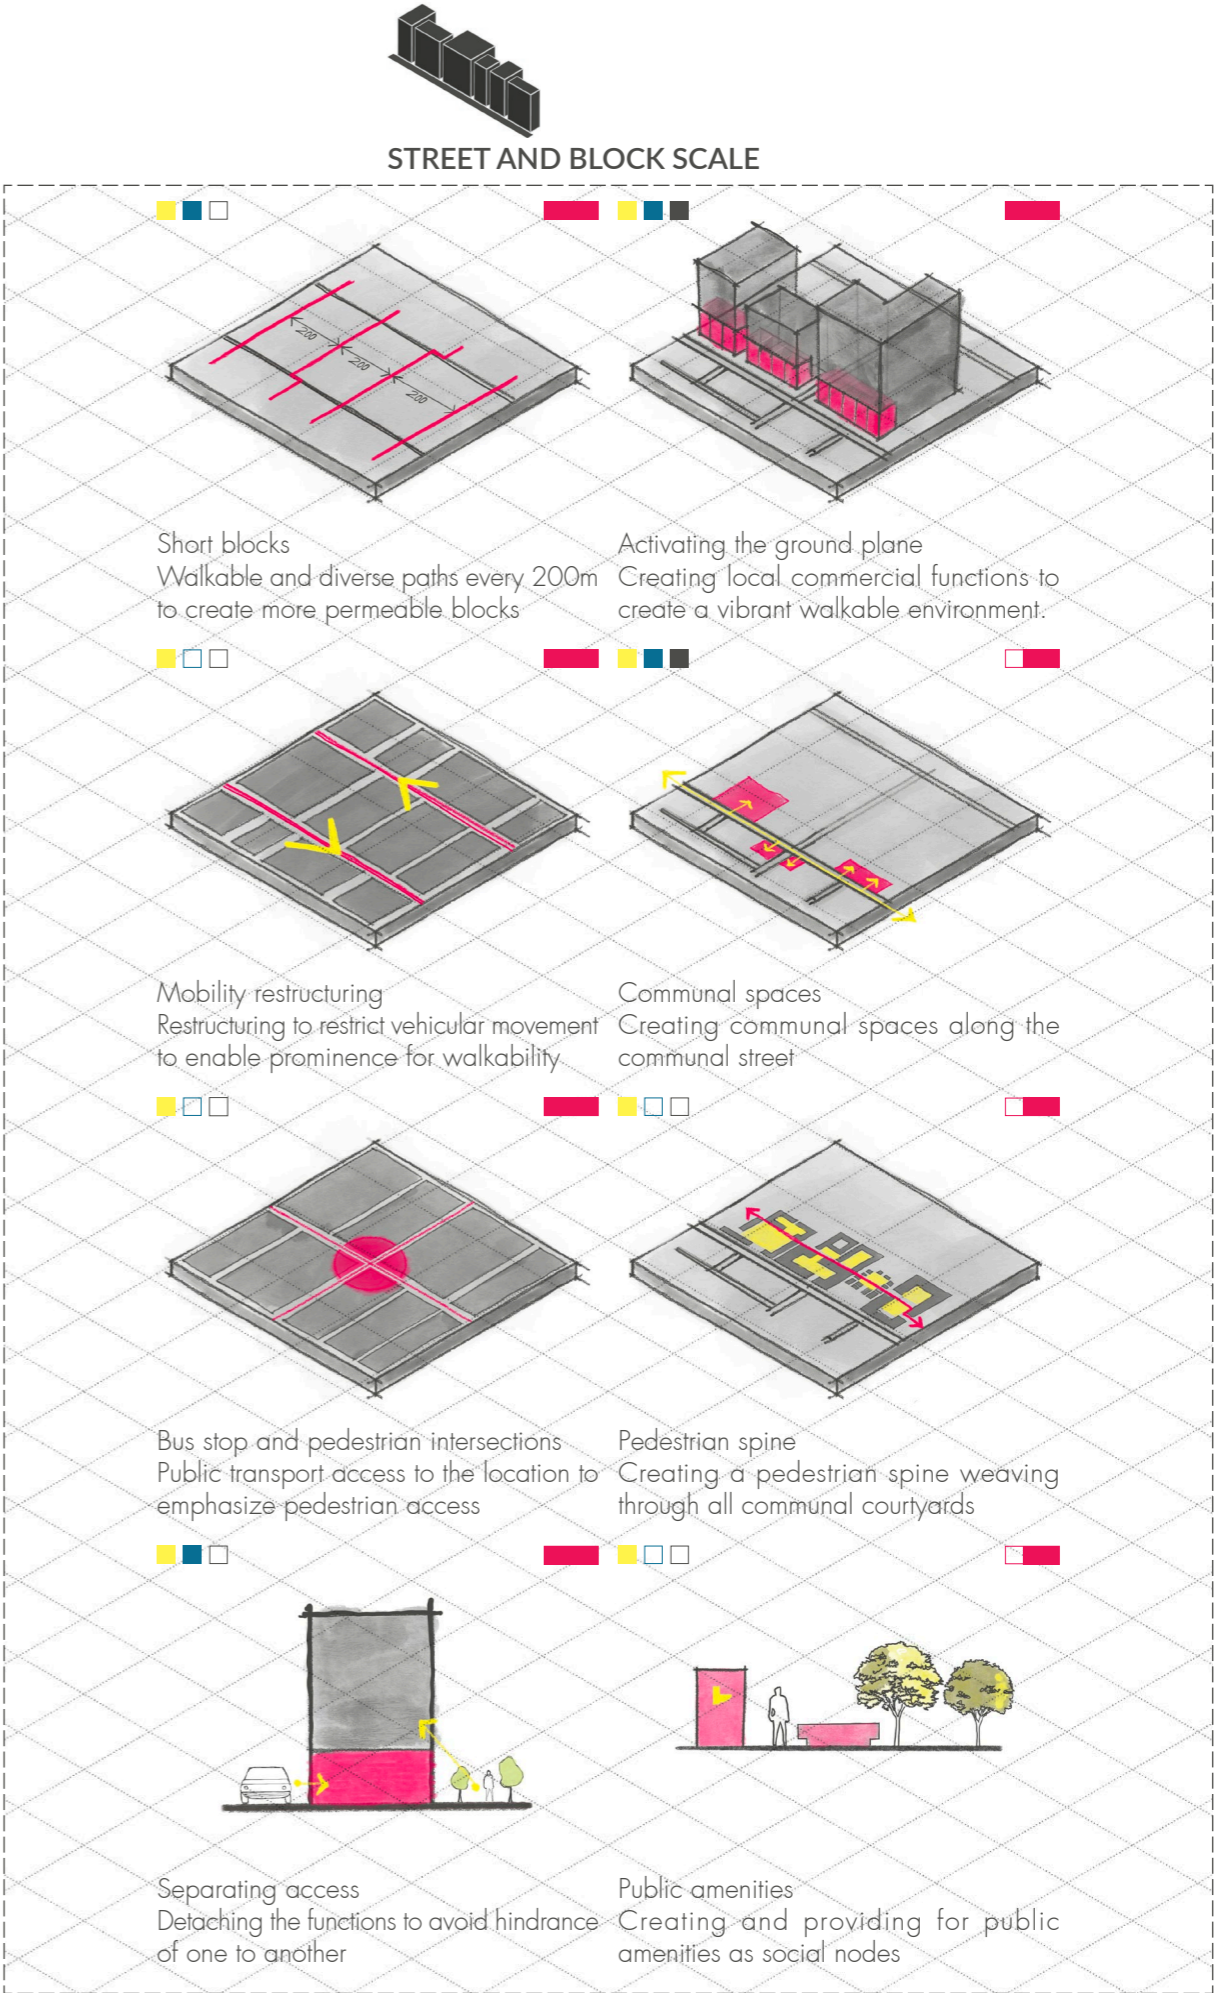 STREET AND BLOCK SCALE
200
200
200
Short blocks
Walkable and diverse paths every 200m
to create more permeable blocks
Activating the ground plane
Creating local commercial functions to
create a vibrant walkable environment.
Mobility restructuring
Restructuring to restrict vehicular movement
to enable prominence for walkability
Communal spaces
Creating communal spaces along the
communal street
Bus stop and pedestrian intersections
Public transport access to the location to
emphasize pedestrian access
Pedestrian spine
Creating a pedestrian spine weaving
through all communal courtyards
Separating access
Detaching the functions to avoid hindrance
of one to another
Public amenities
Creating and providing for public
amenities as social nodes